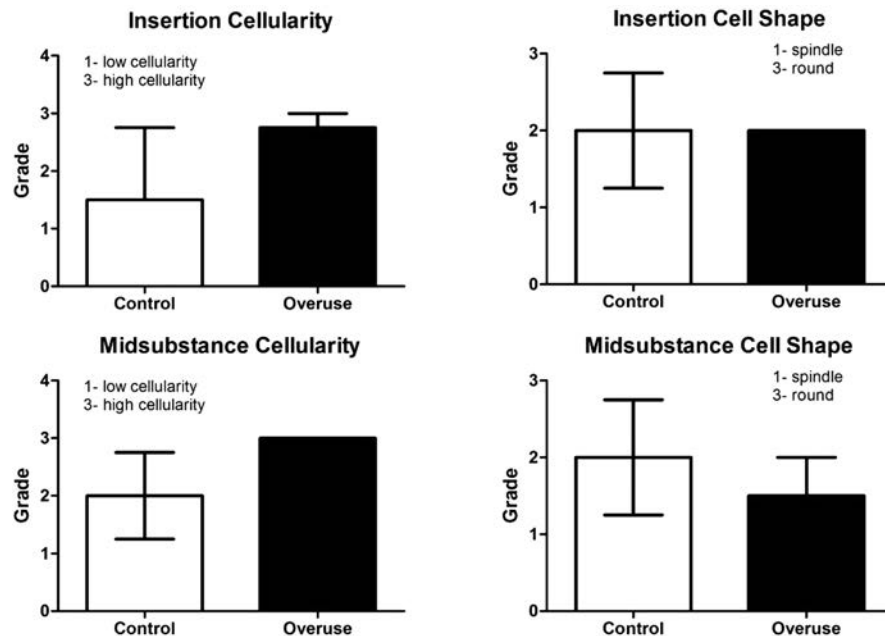 Insertion Cellularity
1- low cellularity
3- high cellularity
Grade
4
3
2
1
0
Control Overuse
Insertion Cell Shape
1- spindle
3- round
Grade
3
2
1
0
Control Overuse
Midsubstance Cellularity
1- low cellularity
3- high cellularity
Grade
4
3
2
1
0
Control Overuse
Midsubstance Cell Shape
1- spindle
3- round
Grade
3
2
1
0
Control Overuse